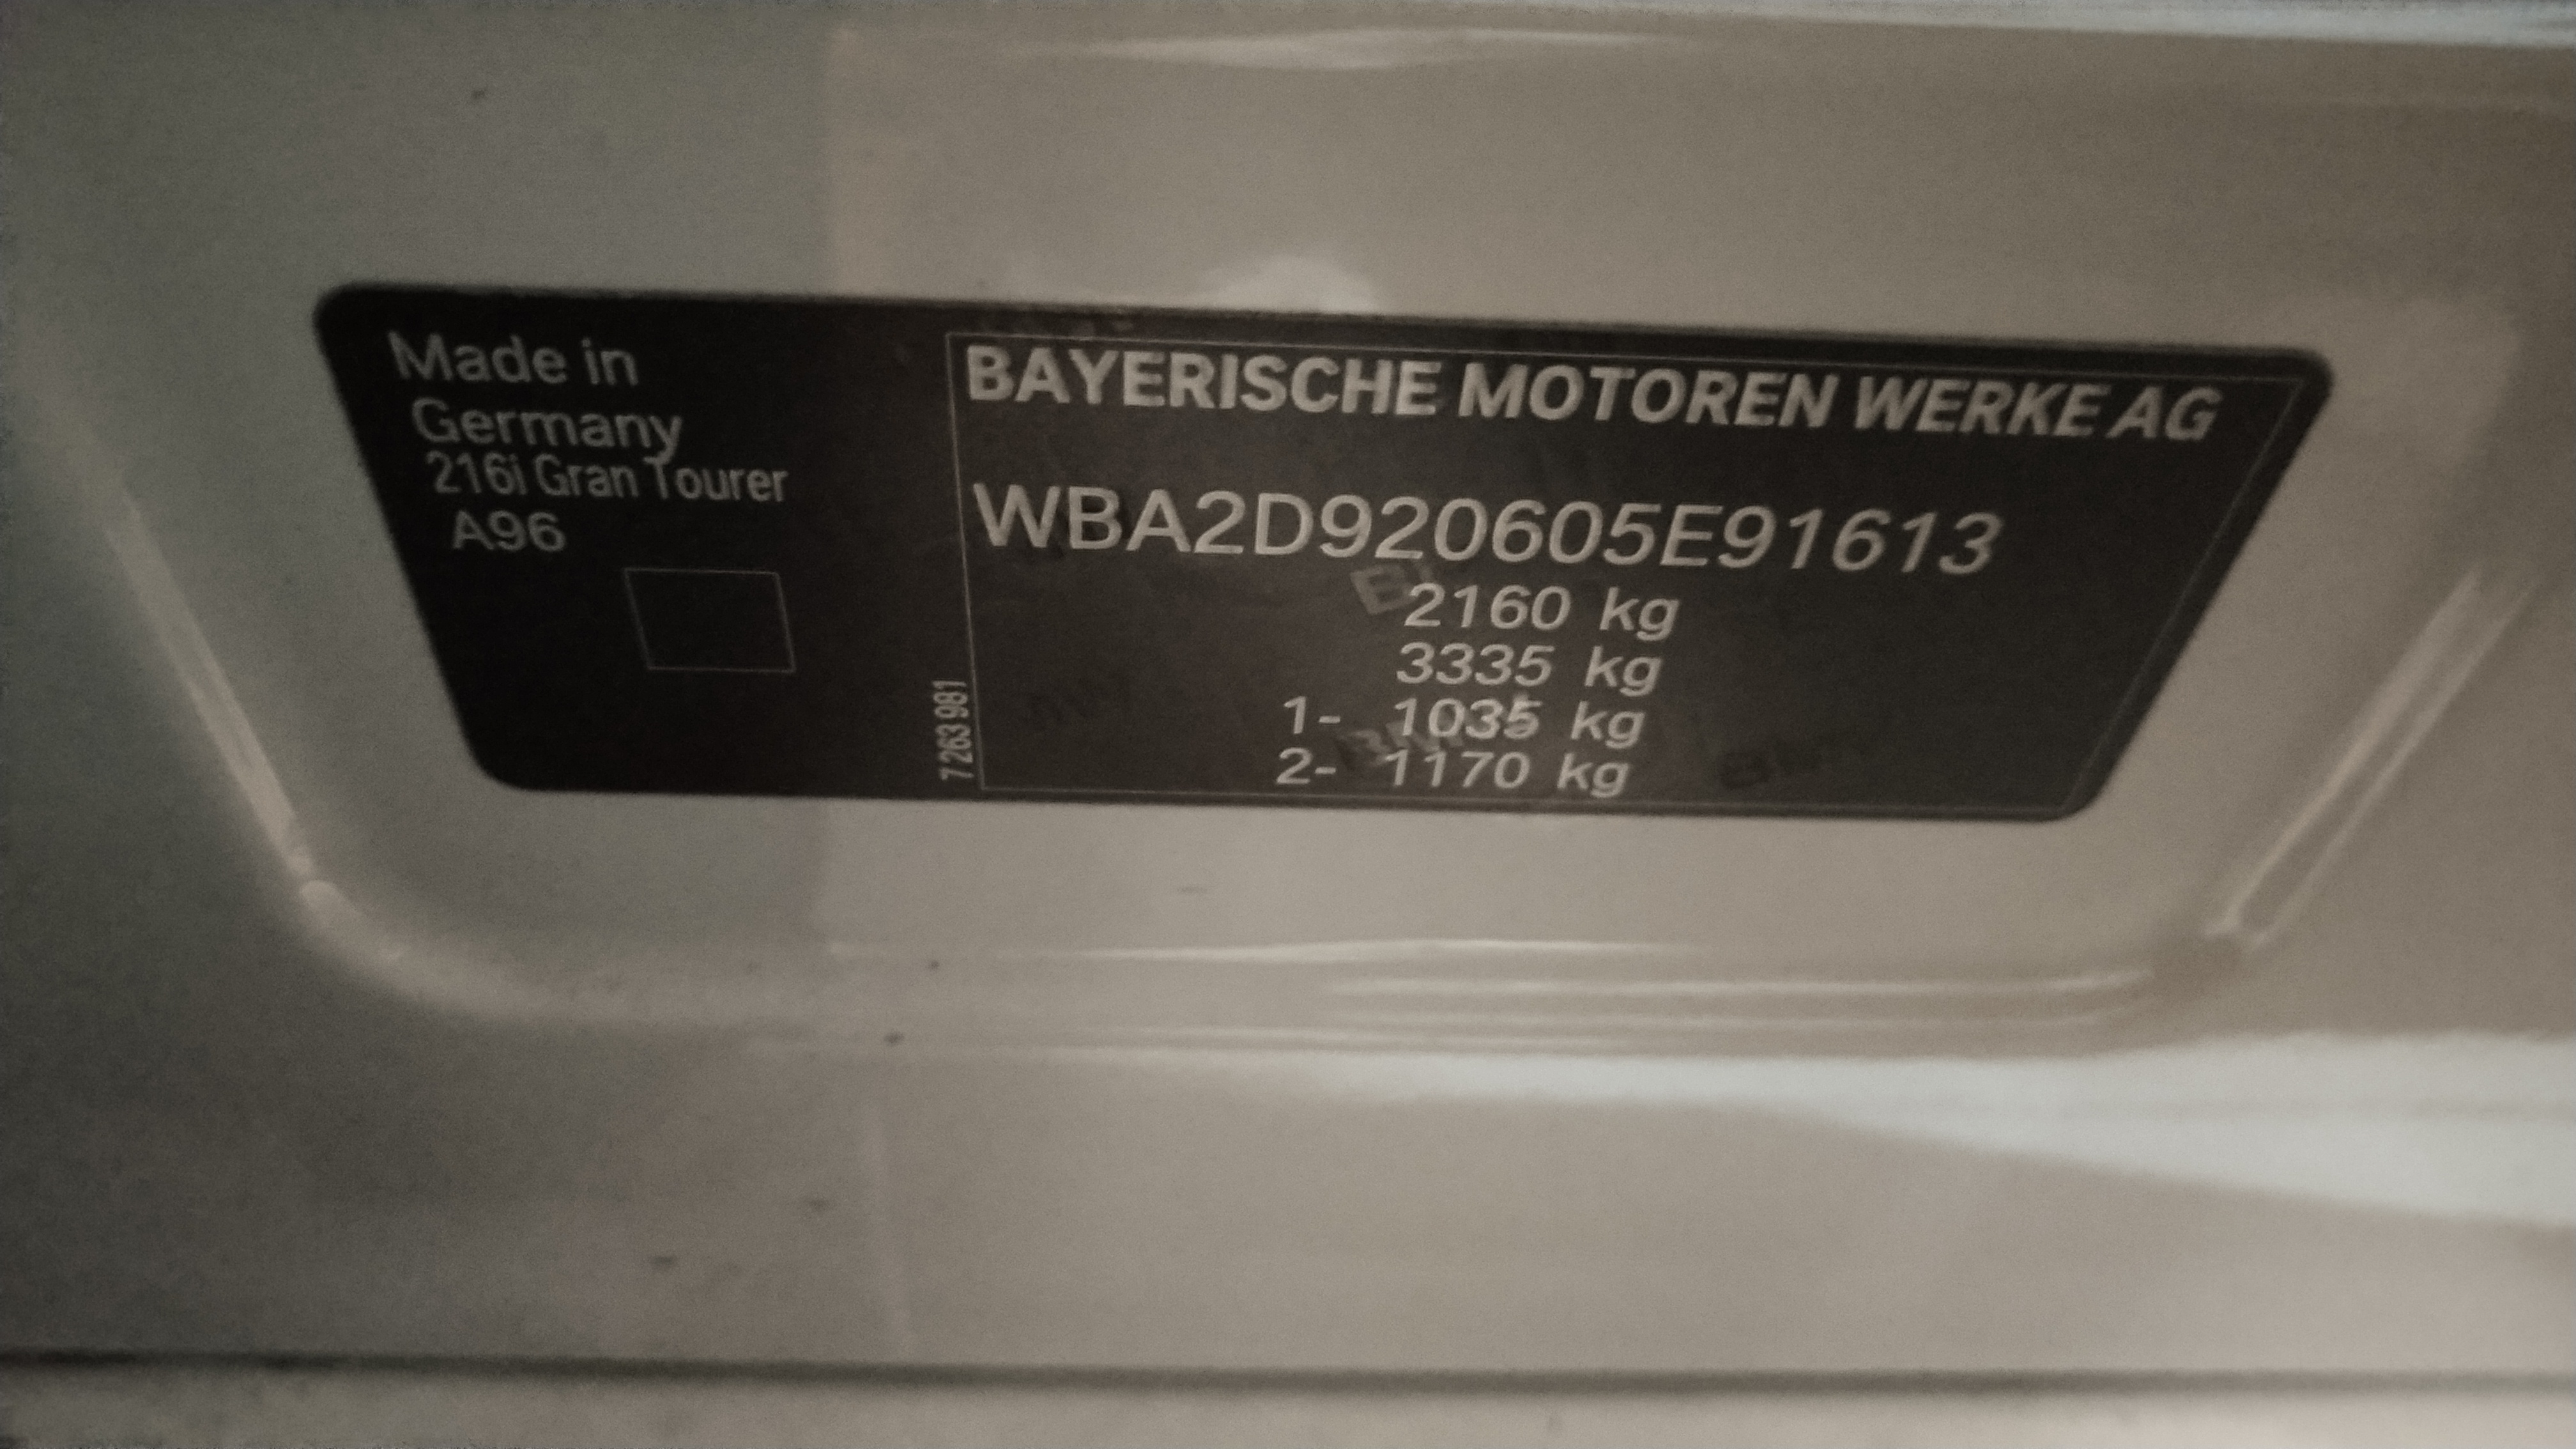 Made in
Germany
216i Gran Tourer
A96
7263981
BAYERISCHE MOTOREN WERKE AG
WBA2D920605E91613
2160 kg
3335 kg
1- 1035 kg
2- 1170 kg